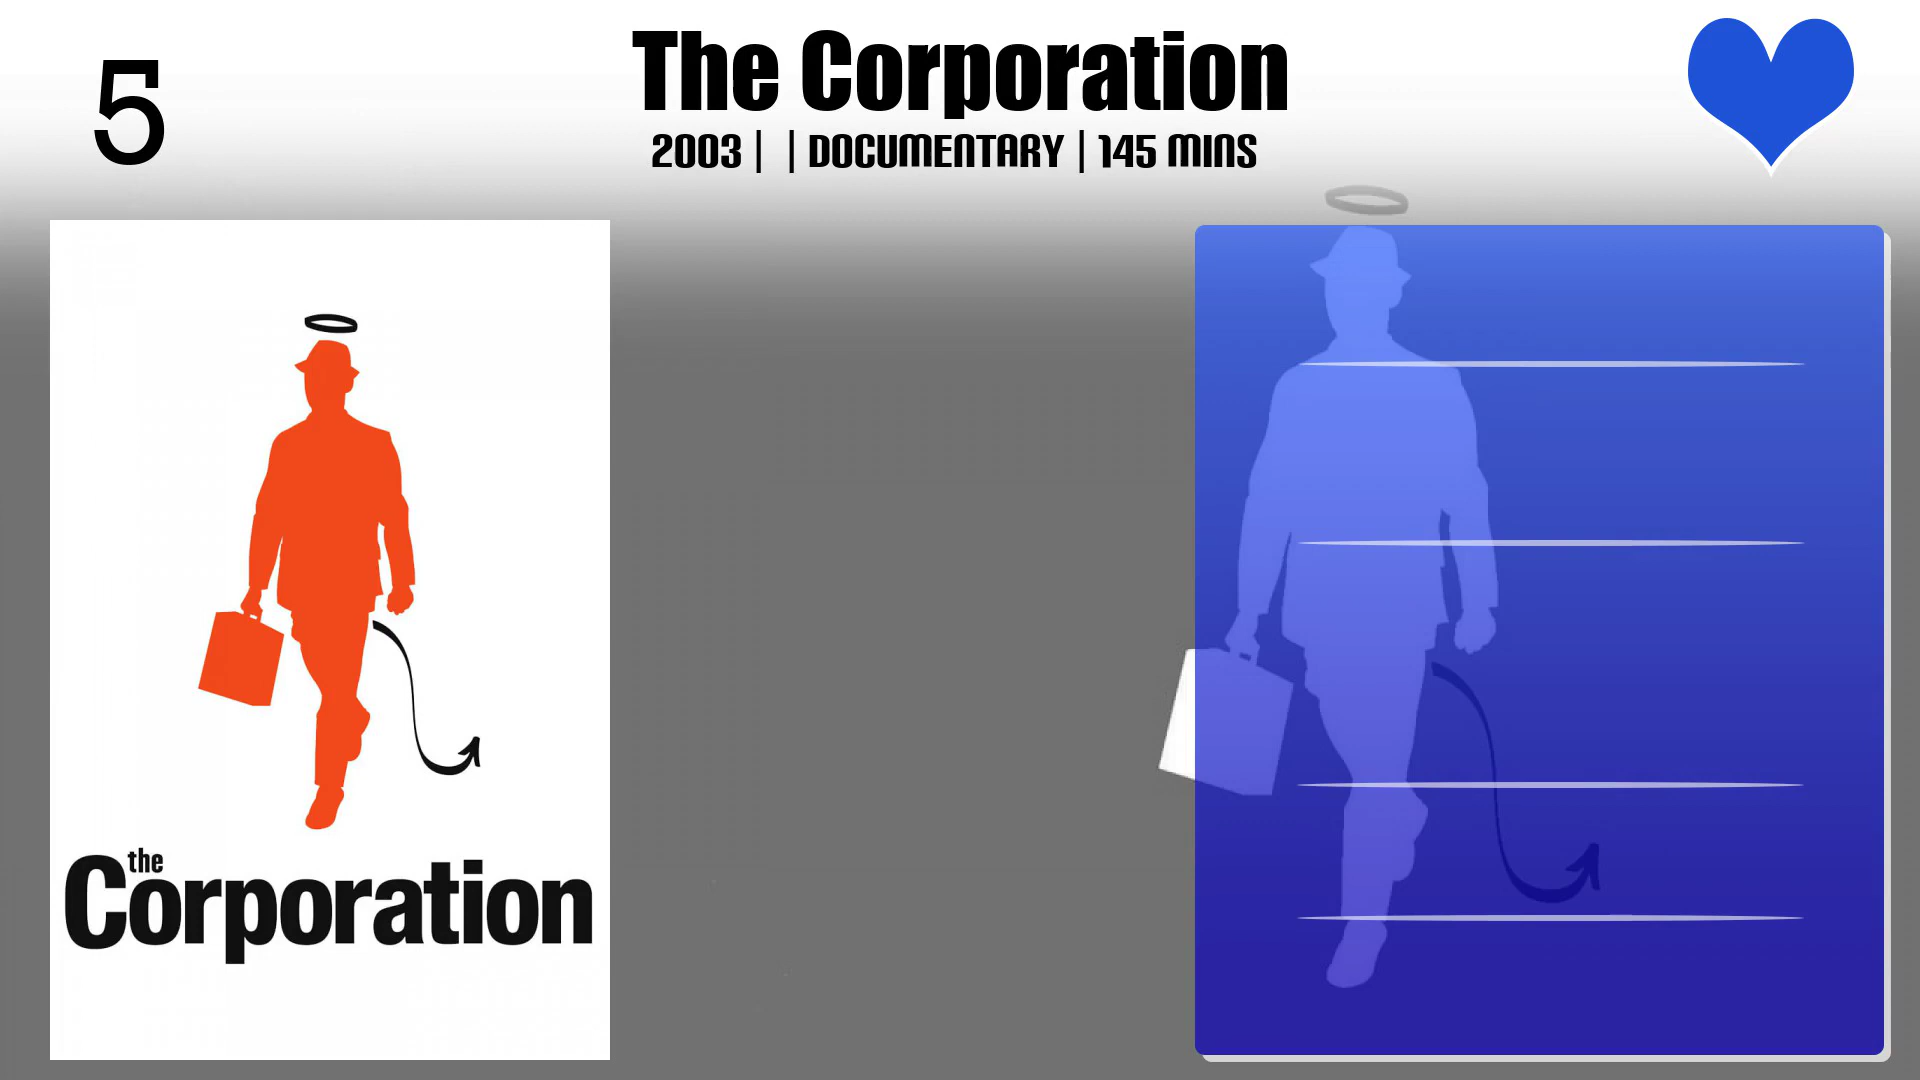 5
The Corporation
2003 | | DOCUMENTARY | 145 MINS
the
Corporation